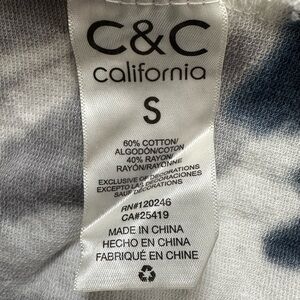 C&C
california
S
60% COTTON/
ALGODÓN/COTON
40% RAYON/
RAYÓN/RAYONNE
EXCLUSIVE OF DECORATIONS
EXCEPTO LAS DECORACIONES
SAUF DECORATIONS
RN#120246
CA#25419
MADE IN CHINA
HECHO EN CHINA
FABRIQUÉ EN CHINE